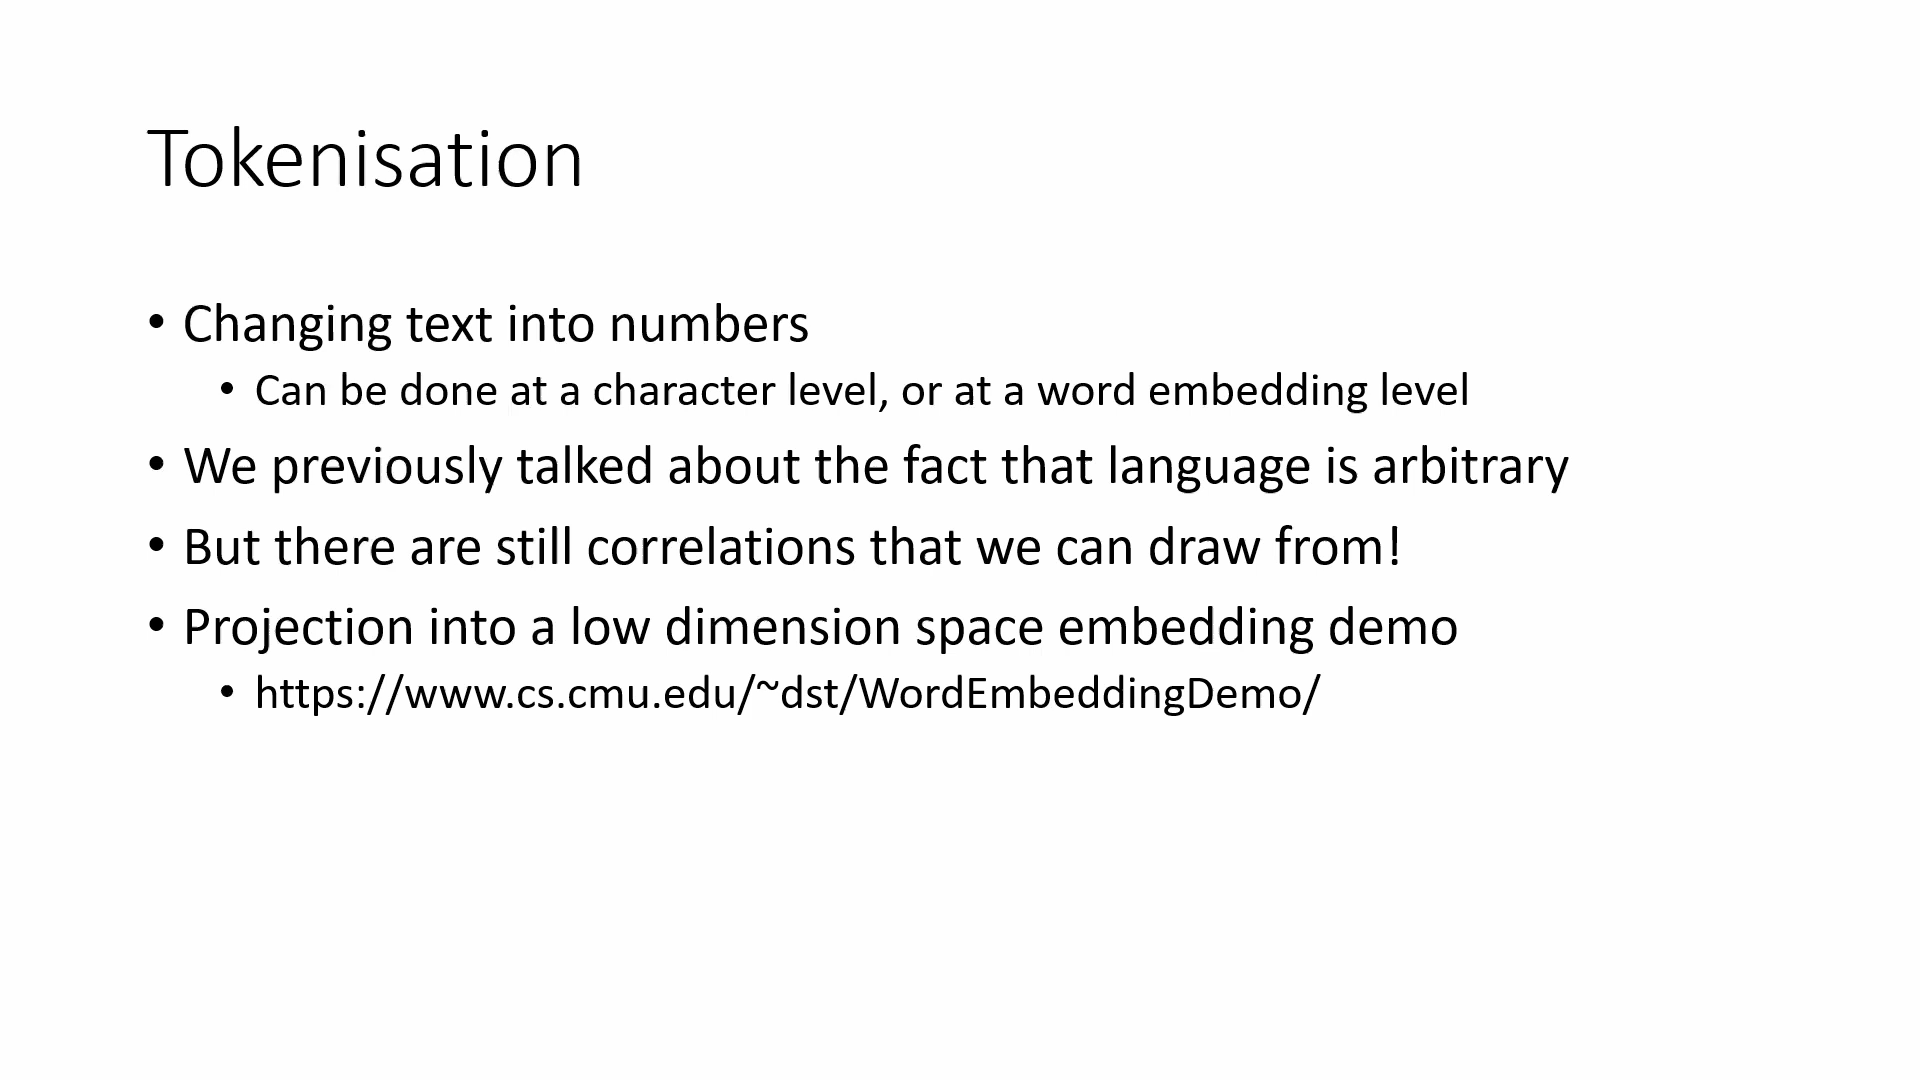 Tokenisation
• Changing text into numbers
• Can be done at a character level, or at a word embedding level
• We previously talked about the fact that language is arbitrary
• But there are still correlations that we can draw from!
• Projection into a low dimension space embedding demo
• https://www.cs.cmu.edu/~dst/WordEmbeddingDemo/